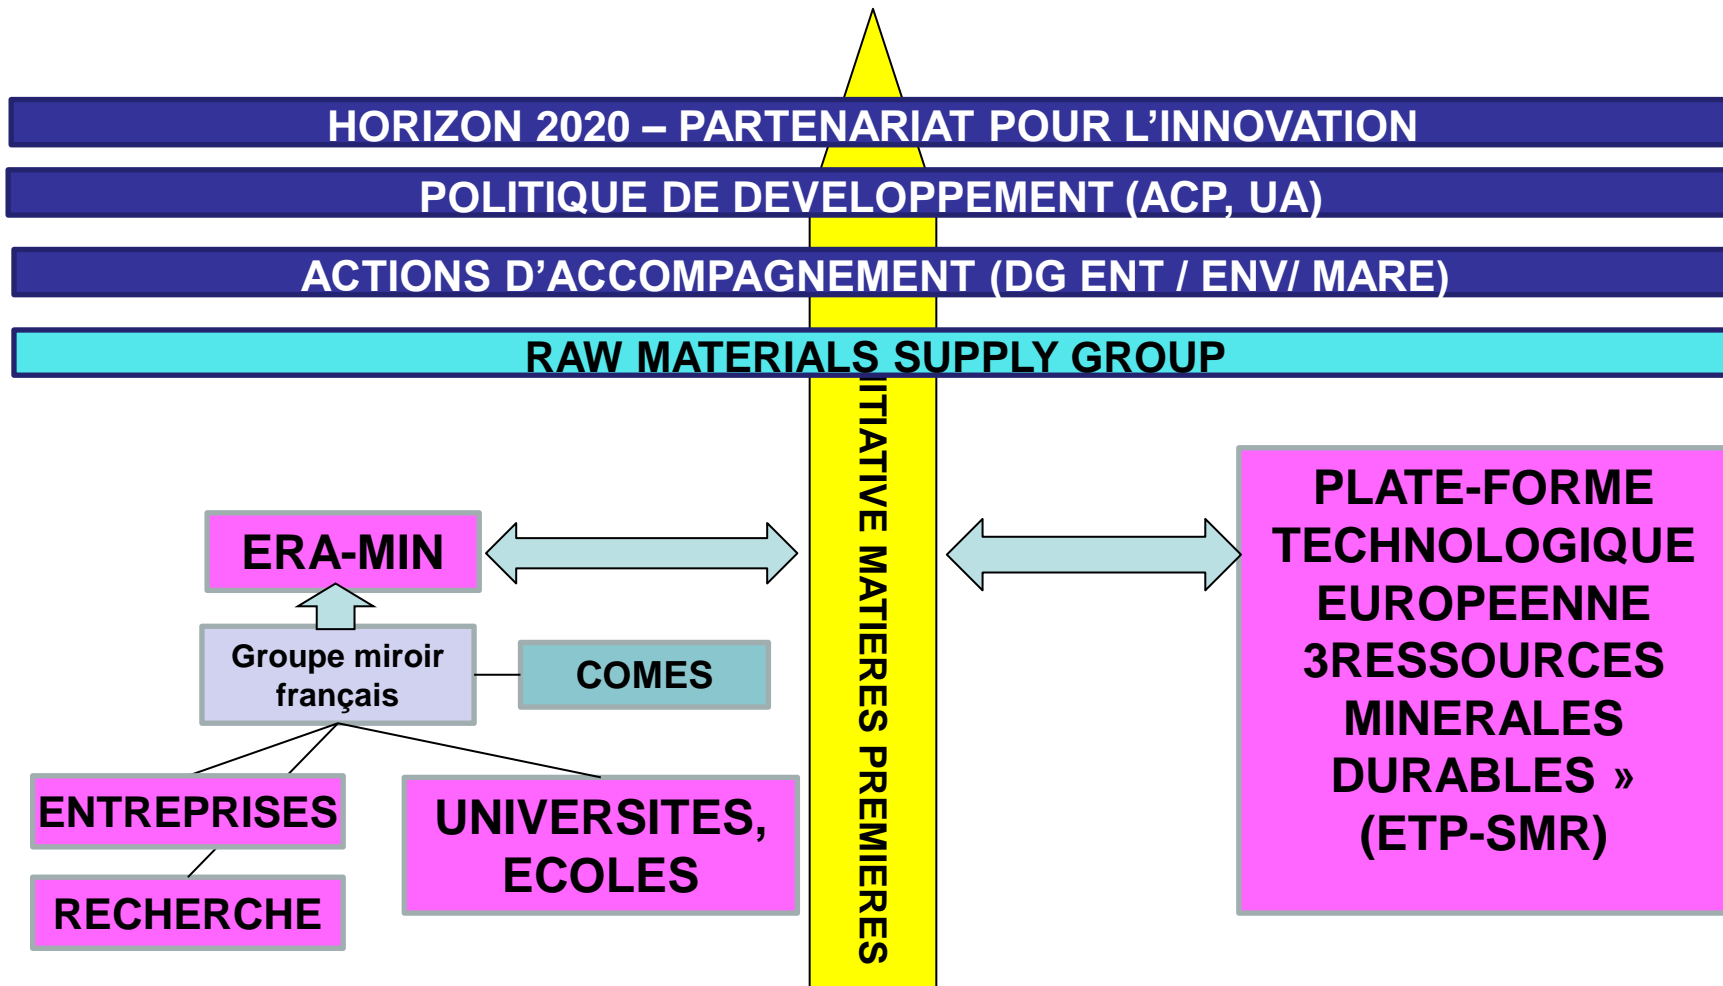 HORIZON 2020 – PARTENARIAT POUR L’INNOVATION
POLITIQUE DE DEVELOPPEMENT (ACP, UA)
ACTIONS D’ACCOMPAGNEMENT (DG ENT / ENV/ MARE)
RAW MATERIALS SUPPLY GROUP
ITIATIVE MATIERES PREMIERES
ERA-MIN
Groupe miroir
français
COMES
ENTREPRISES
RECHERCHE
UNIVERSITES,
ECOLES
PLATE-FORME
TECHNOLOGIQUE
EUROPEENNE
3RESSOURCES
MINERALES
DURABLES »
(ETP-SMR)